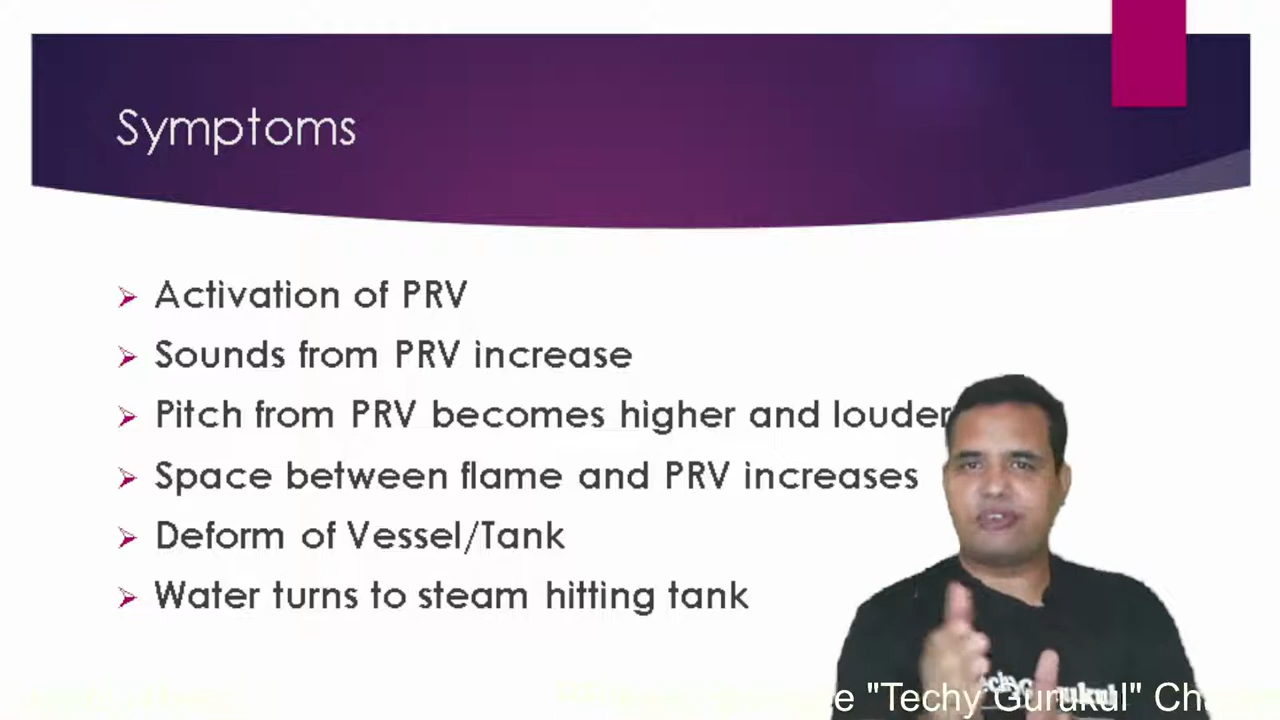 Symptoms
Activation of PRV
Sounds from PRV increase
Pitch from PRV becomes higher and louder
Space between flame and PRV increases
Deform of Vessel/Tank
Water turns to steam hitting tank
"Techy Gurukul"